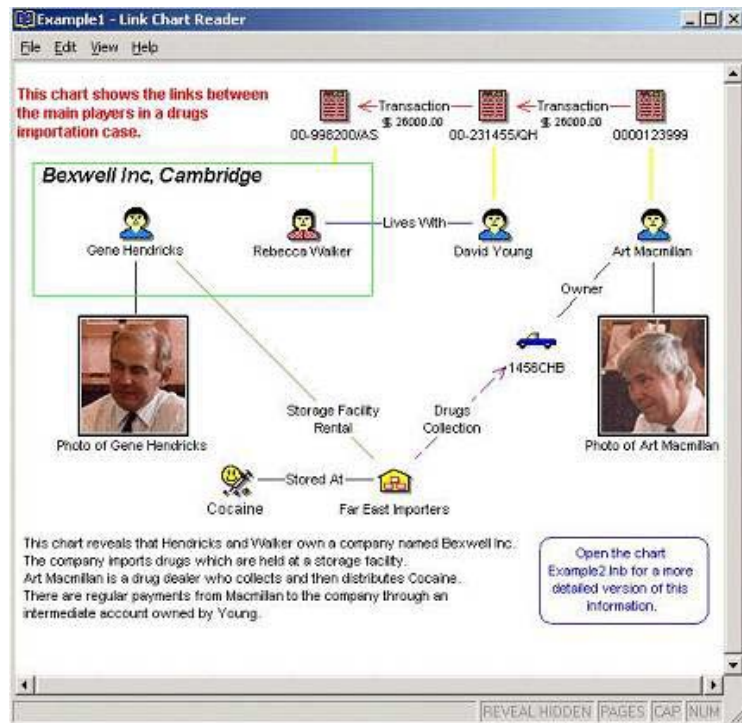 Example1 - Link Chart Reader
File Edit View Help
This chart shows the links between
the main players in a drugs
importation case.
Transaction
$ 26000.00
Transaction
$ 26000.00
00-998200/AS
00-231455/QH
0000123999
Bexwell Inc, Cambridge
Gene Hendricks
Rebecca Walker
Lives With
David Young
Art Macmillan
Owner
1458CHB
Photo of Gene Hendricks
Storage Facility
Rental
Drugs
Collection
Photo of Art Macmillan
Cocaine
Stored At
Far East Importers
This chart reveals that Hendricks and Walker own a company named Bexwell Inc.
The company imports drugs which are held at a storage facility.
Art Macmillan is a drug dealer who collects and then distributes Cocaine.
There are regular payments from Macmillan to the company through an
intermediate account owned by Young.
Open the chart
Example2.lnb for a more
detailed version of this
information.
REVEAL HIDDEN PAGES CAP NUM